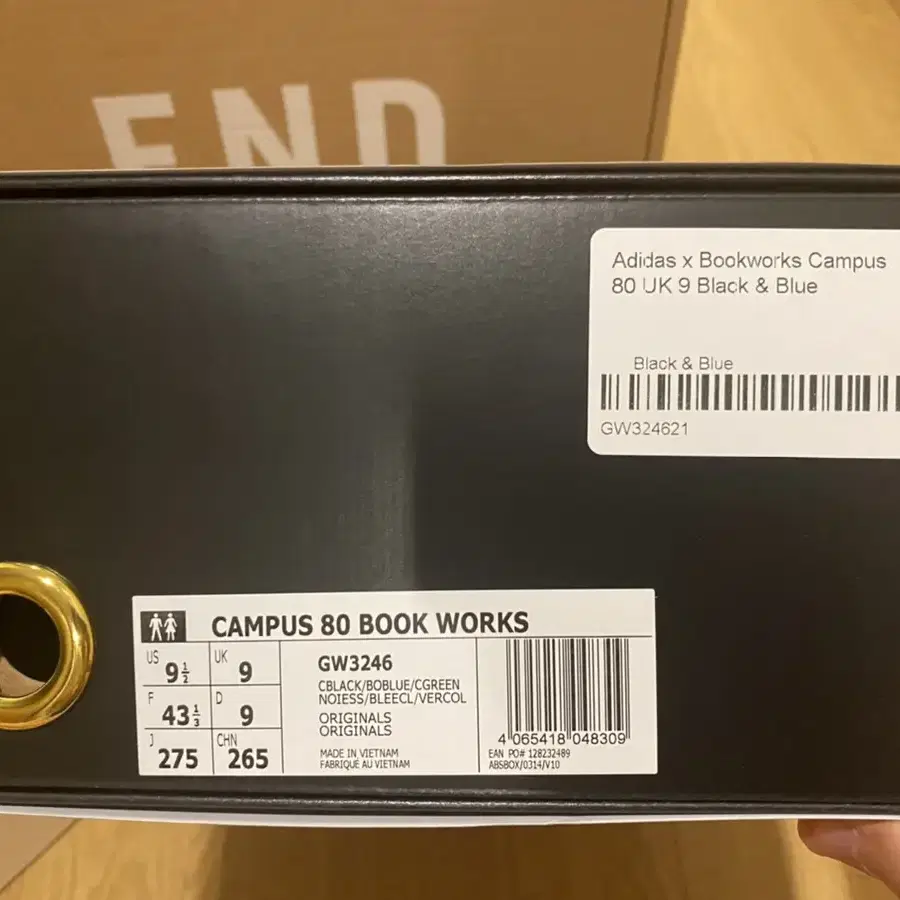 END
Adidas x Bookworks Campus
80 UK 9 Black & Blue
Black & Blue
GW324621
CAMPUS 80 BOOK WORKS
US 9½ UK 9
F 43⅓ D 9
J 275 CHN 265
GW3246
CBLACK/BOBLUE/CGREEN
NOIESS/BLEECL/VERCOL
ORIGINALS
ORIGINALS
MADE IN VIETNAM
FABRIQUÉ AU VIETNAM
4 065418 048309
EAN PO# 128232489
ABSBOX/0314/V10